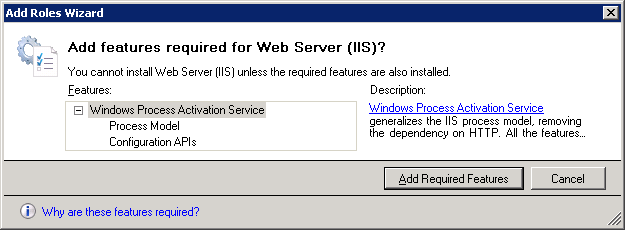 Add Roles Wizard
Add features required for Web Server (IIS)?
You cannot install Web Server (IIS) unless the required features are also installed.
Features:
Windows Process Activation Service
Process Model
Configuration APIs
Description:
Windows Process Activation Service
generalizes the IIS process model, removing
the dependency on HTTP. All the features...
Add Required Features
Cancel
Why are these features required?